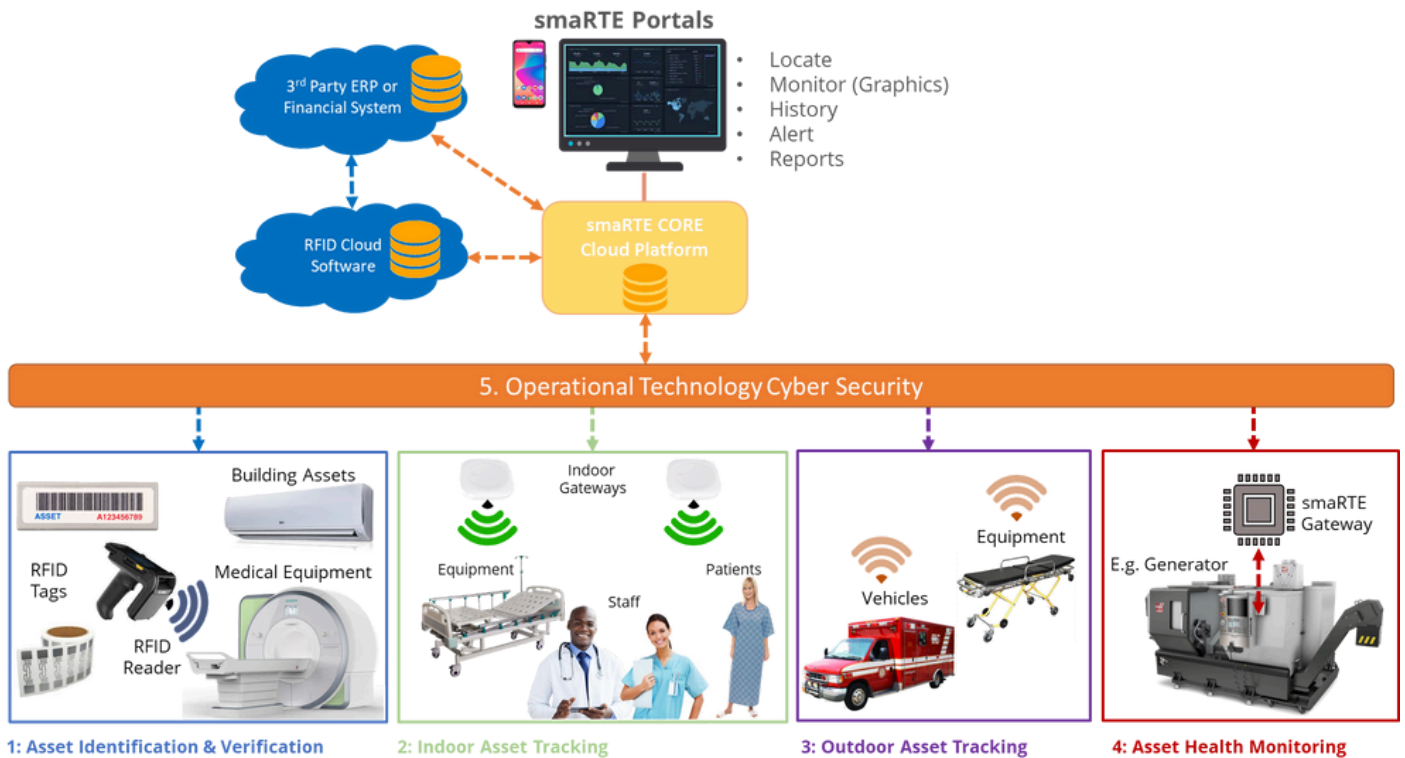 smaRTE Portals
3rd Party ERP or
Financial System
• Locate
• Monitor (Graphics)
• History
• Alert
• Reports
RFID Cloud
Software
smaRTE CORE
Cloud Platform
5. Operational Technology Cyber Security
Building Assets
ASSET A123456789
RFID
Tags
Medical Equipment
RFID
Reader
Indoor
Gateways
Equipment
Staff
Patients
Equipment
Vehicles
smaRTE
Gateway
E.g. Generator
1: Asset Identification & Verification
2: Indoor Asset Tracking
3: Outdoor Asset Tracking
4: Asset Health Monitoring